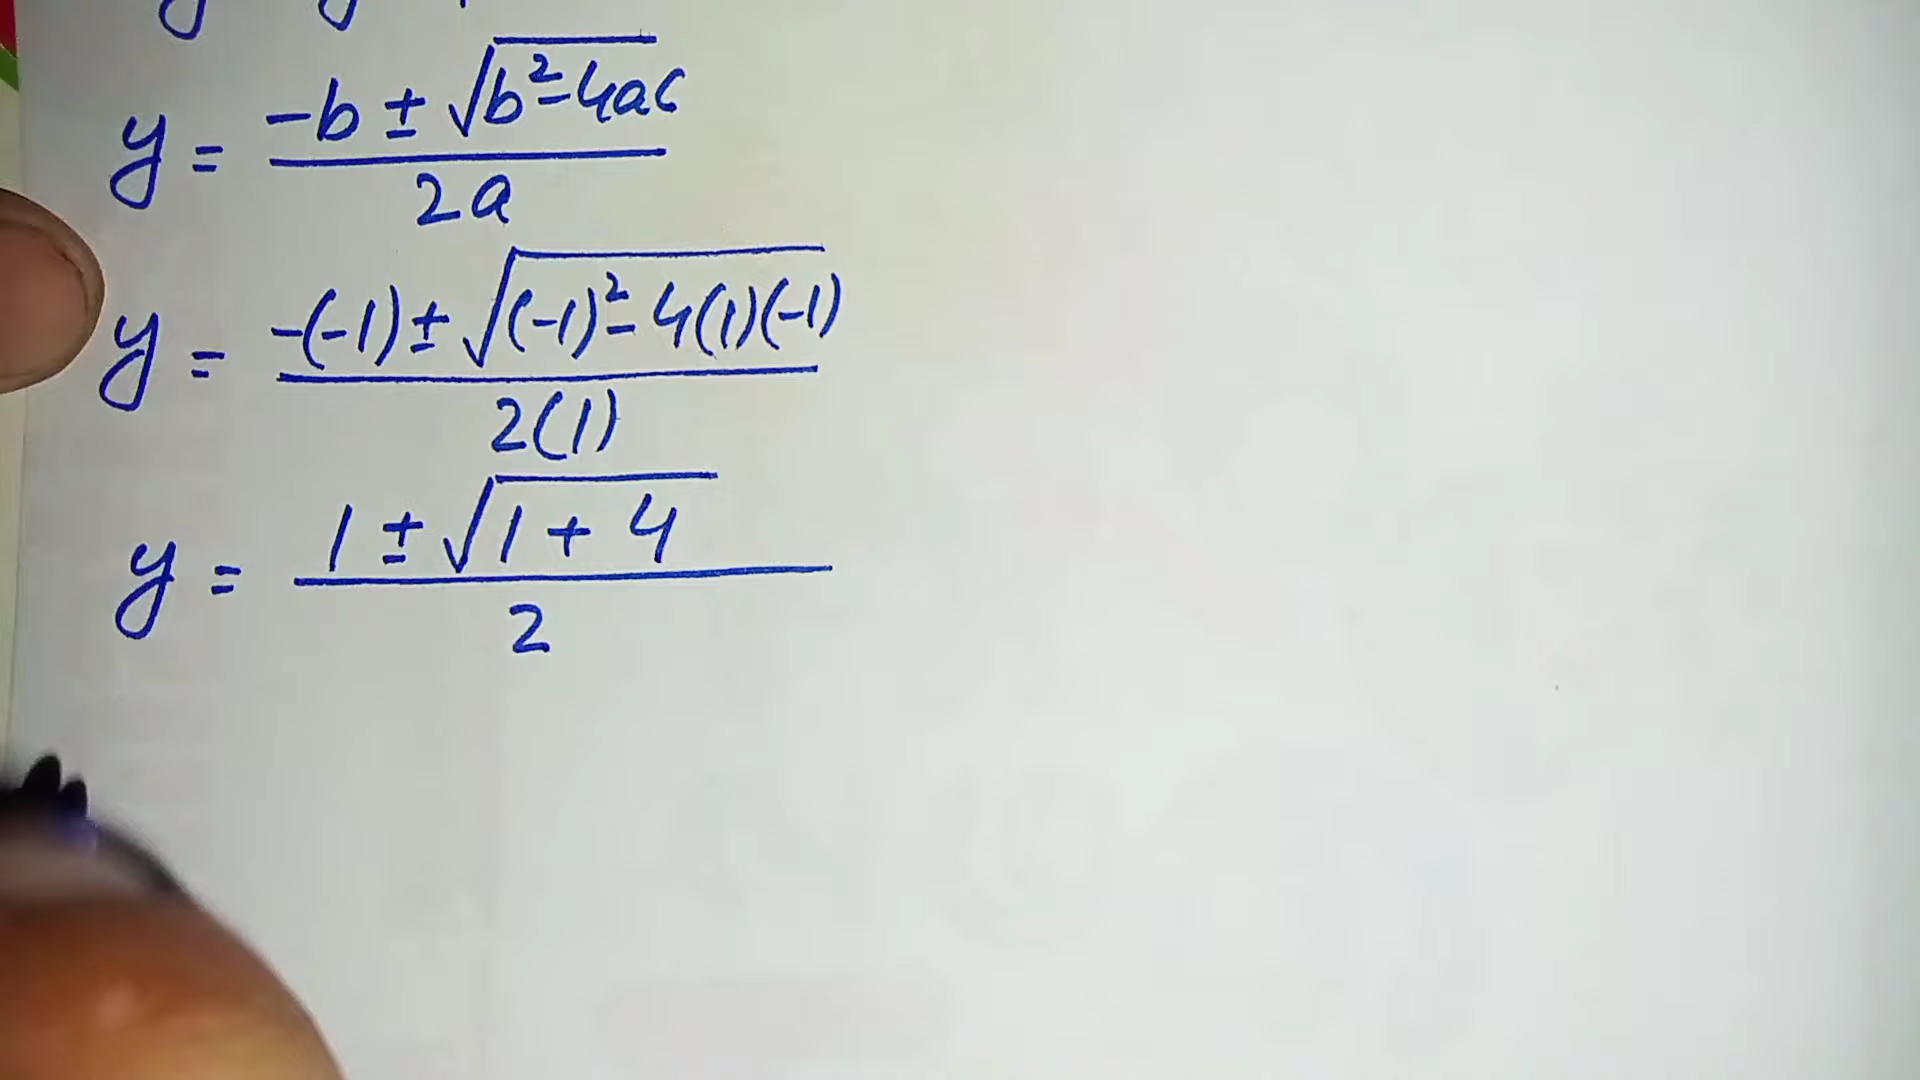 y = (-b ± √(b² - 4ac)) / 2a
y = (-(-1) ± √((-1)² - 4(1)(-1))) / 2(1)
y = (1 ± √(1 + 4)) / 2